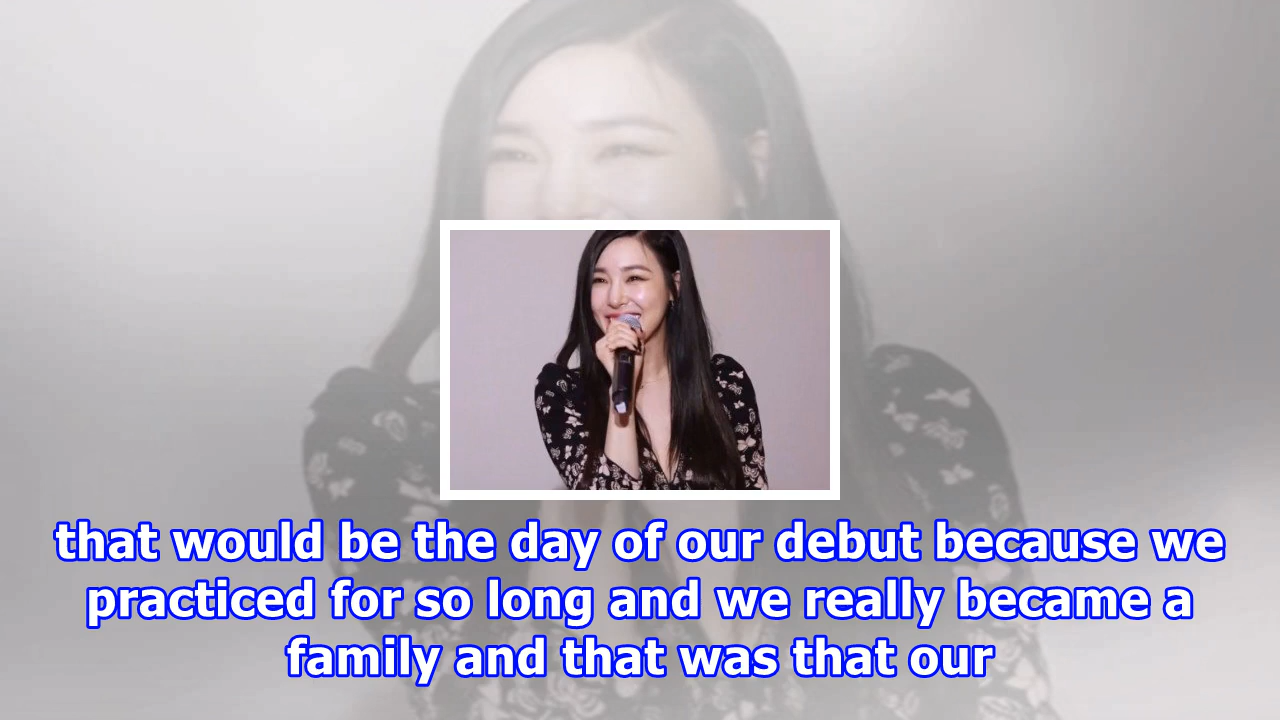 that would be the day of our debut because we
practiced for so long and we really became a
family and that was that our